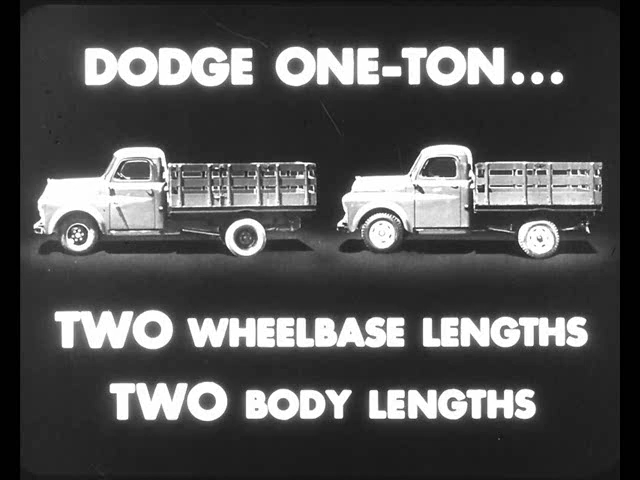 DODGE ONE-TON...
TWO WHEELBASE LENGTHS
TWO BODY LENGTHS